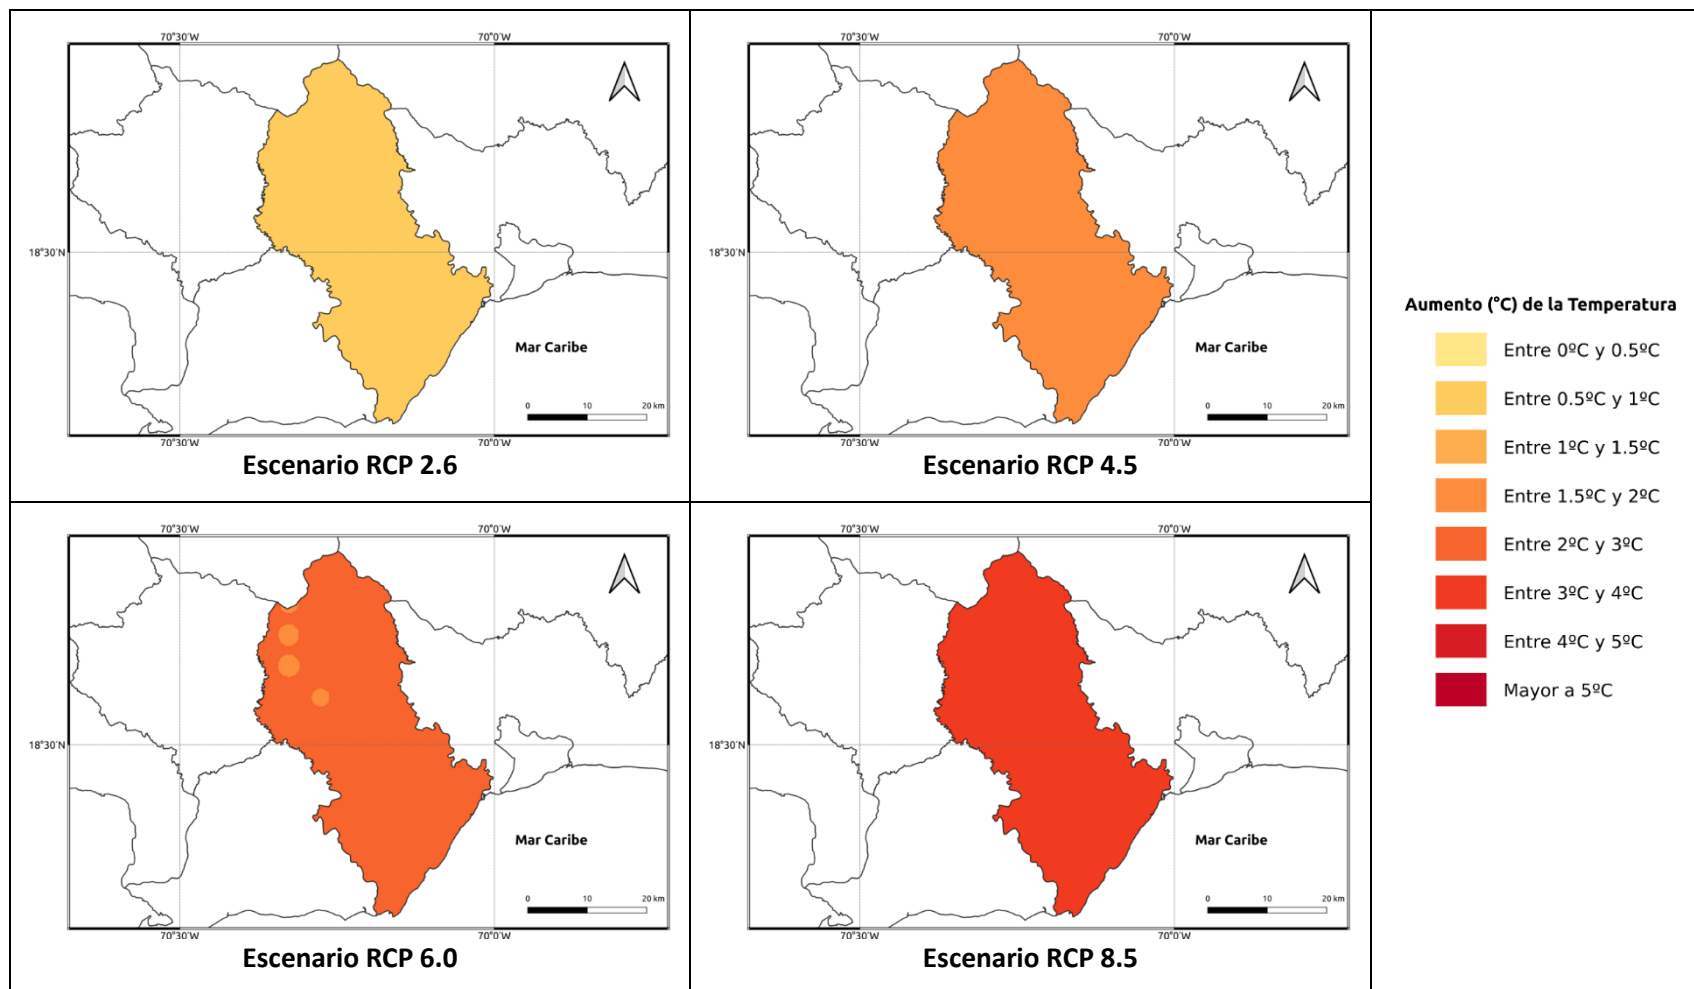 70°30'W 70°0'W
18°30'N
Mar Caribe
0 10 20 km
70°30'W 70°0'W
Escenario RCP 2.6
70°30'W 70°0'W
18°30'N
Mar Caribe
0 10 20 km
70°30'W 70°0'W
Escenario RCP 4.5
70°30'W 70°0'W
18°30'N
Mar Caribe
0 10 20 km
70°30'W 70°0'W
Escenario RCP 6.0
70°30'W 70°0'W
18°30'N
Mar Caribe
0 10 20 km
70°30'W 70°0'W
Escenario RCP 8.5
Aumento (°C) de la Temperatura
Entre 0ºC y 0.5ºC
Entre 0.5ºC y 1ºC
Entre 1ºC y 1.5ºC
Entre 1.5ºC y 2ºC
Entre 2ºC y 3ºC
Entre 3ºC y 4ºC
Entre 4ºC y 5ºC
Mayor a 5ºC